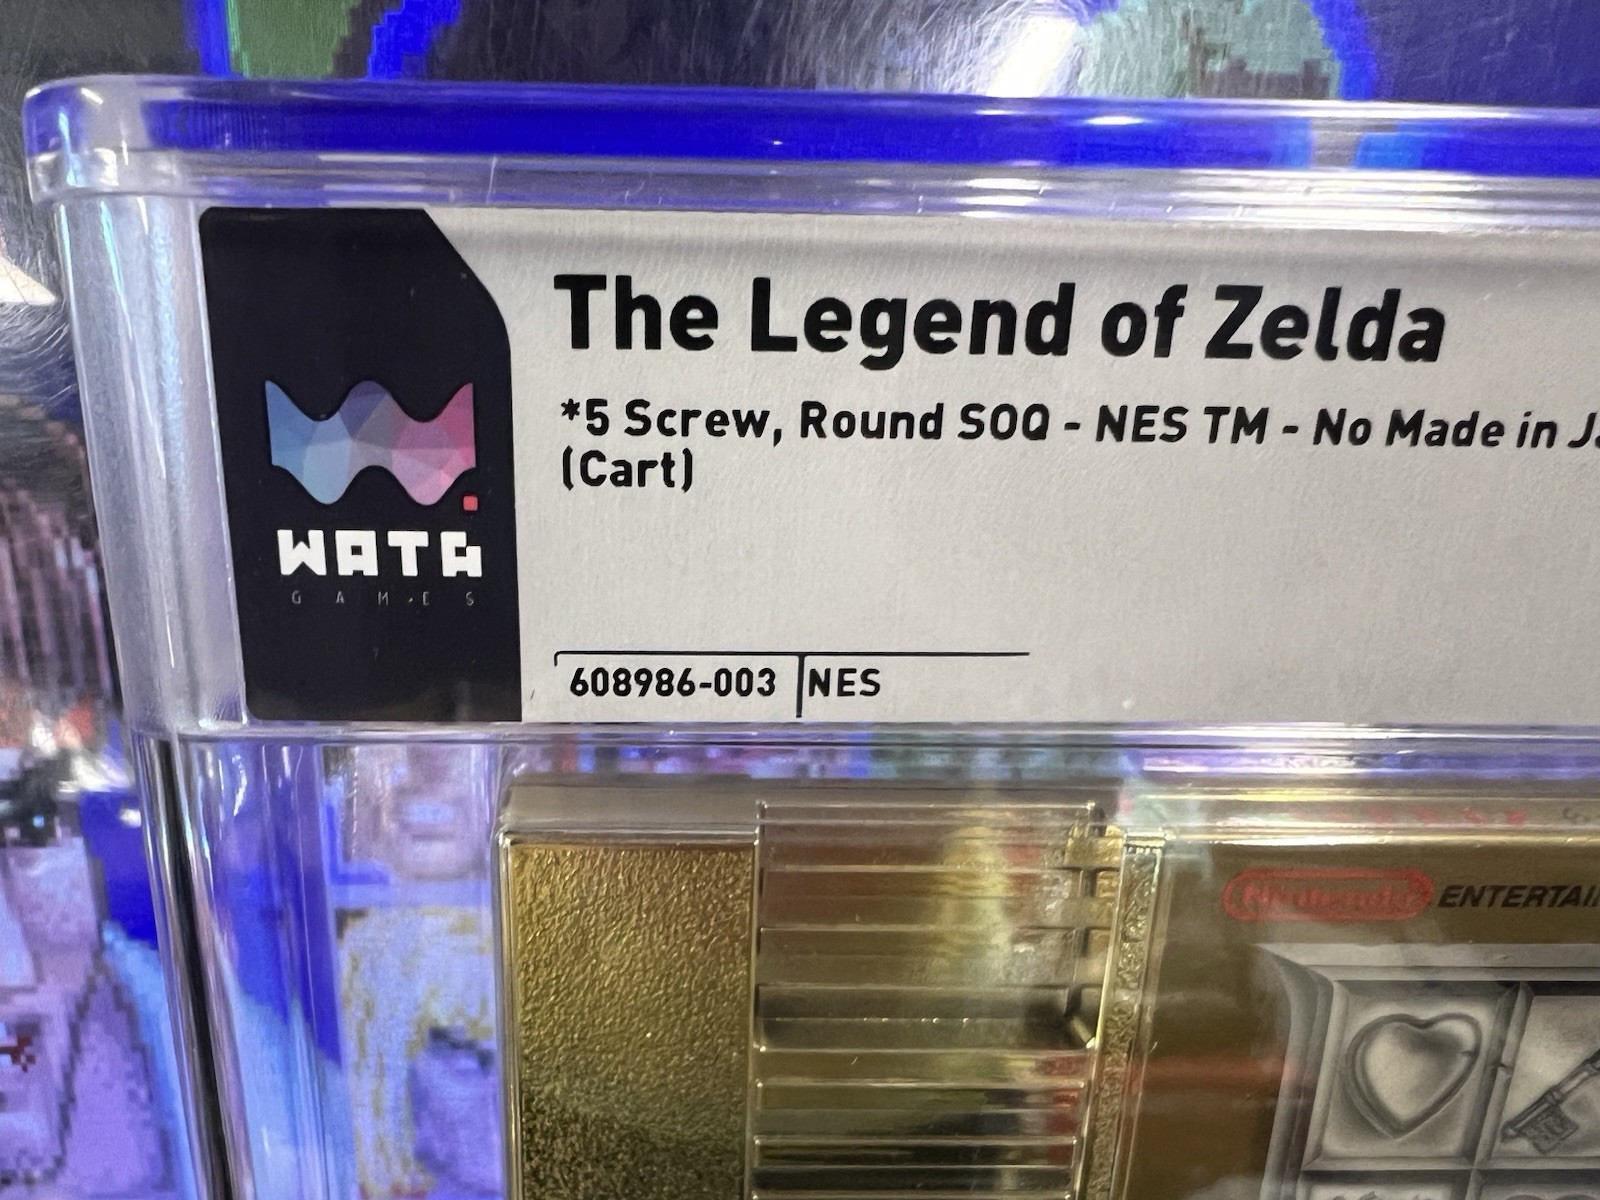 The Legend of Zelda
*5 Screw, Round SOQ - NES TM - No Made in
(Cart)
WATA
GAMES
608986-003 NES
Nintendo